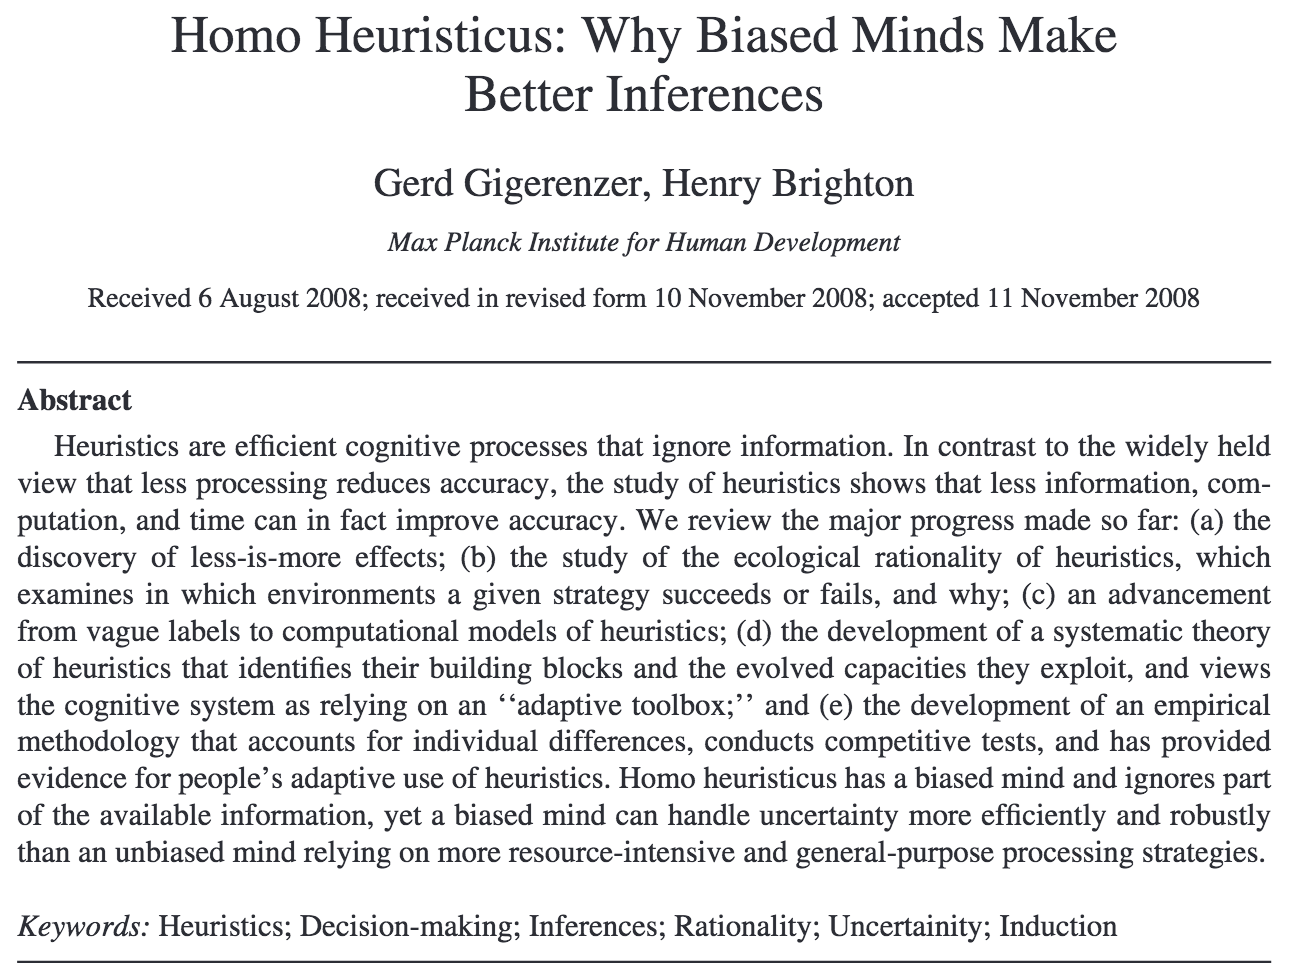 Homo Heuristicus: Why Biased Minds Make
Better Inferences
Gerd Gigerenzer, Henry Brighton
Max Planck Institute for Human Development
Received 6 August 2008; received in revised form 10 November 2008; accepted 11 November 2008
Abstract
Heuristics are efficient cognitive processes that ignore information. In contrast to the widely held
view that less processing reduces accuracy, the study of heuristics shows that less information, com-
putation, and time can in fact improve accuracy. We review the major progress made so far: (a) the
discovery of less-is-more effects; (b) the study of the ecological rationality of heuristics, which
examines in which environments a given strategy succeeds or fails, and why; (c) an advancement
from vague labels to computational models of heuristics; (d) the development of a systematic theory
of heuristics that identifies their building blocks and the evolved capacities they exploit, and views
the cognitive system as relying on an ‘‘adaptive toolbox;’’ and (e) the development of an empirical
methodology that accounts for individual differences, conducts competitive tests, and has provided
evidence for people’s adaptive use of heuristics. Homo heuristicus has a biased mind and ignores part
of the available information, yet a biased mind can handle uncertainty more efficiently and robustly
than an unbiased mind relying on more resource-intensive and general-purpose processing strategies.
Keywords: Heuristics; Decision-making; Inferences; Rationality; Uncertainity; Induction